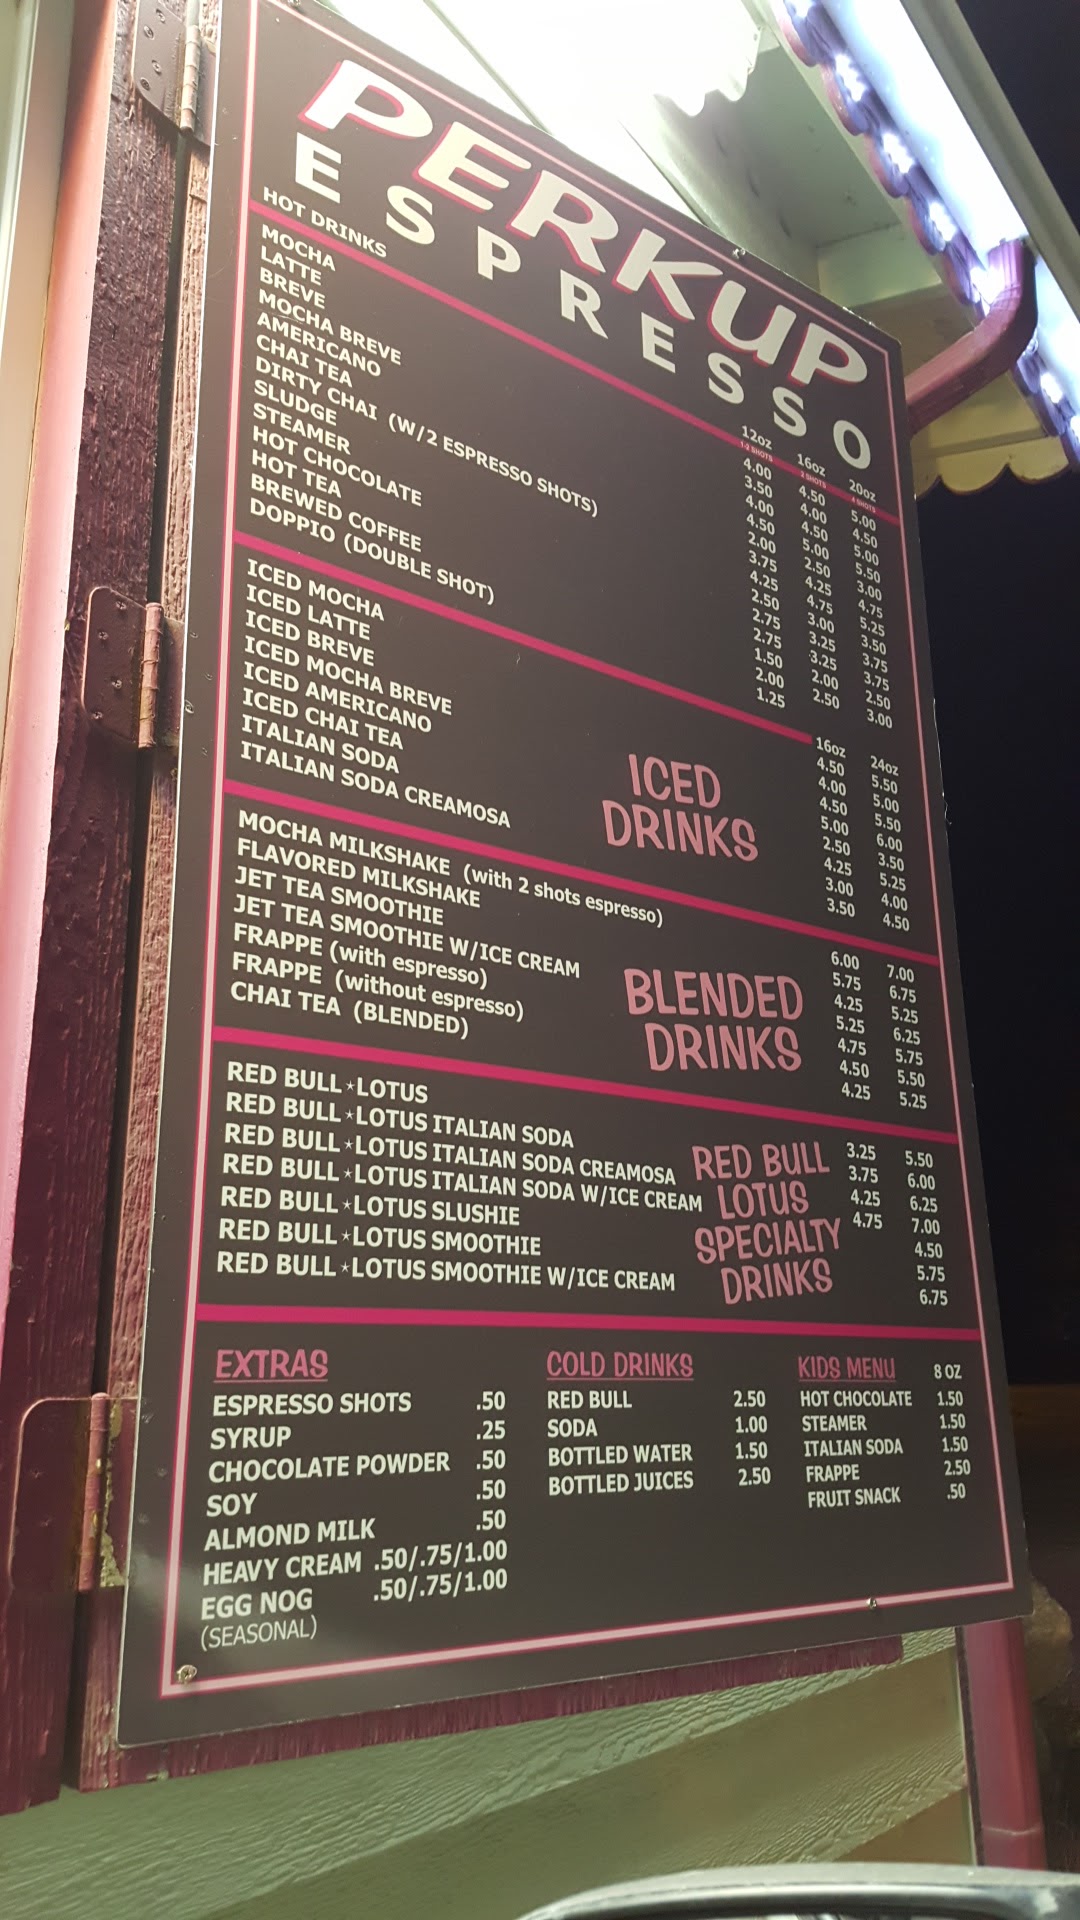 PERKUP
ESPRESSO
HOT DRINKS 12oz 16oz 20oz
1-2 SHOTS 2 SHOTS 4 SHOTS
MOCHA 4.00 4.50 5.00
LATTE 3.50 4.00 4.50
BREVE 4.00 4.50 5.00
MOCHA BREVE 4.50 5.00 5.50
AMERICANO 2.00 2.50 3.00
CHAI TEA 3.75 4.25 4.75
DIRTY CHAI (W/2 ESPRESSO SHOTS) 4.25 4.75 5.25
SLUDGE 2.50 3.00 3.50
STEAMER 2.75 3.25 3.75
HOT CHOCOLATE 2.75 3.25 3.75
HOT TEA 1.50 2.00 2.50
BREWED COFFEE 2.00 2.50 3.00
DOPPIO (DOUBLE SHOT) 1.25
ICED DRINKS
16oz 24oz
ICED MOCHA 4.50 5.50
ICED LATTE 4.00 5.00
ICED BREVE 4.50 5.50
ICED MOCHA BREVE 5.00 6.00
ICED AMERICANO 2.50 3.50
ICED CHAI TEA 4.25 5.25
ITALIAN SODA 3.00 4.00
ITALIAN SODA CREAMOSA 3.50 4.50
BLENDED DRINKS
MOCHA MILKSHAKE (with 2 shots espresso) 6.00 7.00
FLAVORED MILKSHAKE 5.75 6.75
JET TEA SMOOTHIE 4.25 5.25
JET TEA SMOOTHIE W/ICE CREAM 5.25 6.25
FRAPPE (with espresso) 4.75 5.75
FRAPPE (without espresso) 4.50 5.50
CHAI TEA (BLENDED) 4.25 5.25
RED BULL
LOTUS
SPECIALTY
DRINKS
RED BULL ⋆ LOTUS 3.25 5.50
RED BULL ⋆ LOTUS ITALIAN SODA 3.75 6.00
RED BULL ⋆ LOTUS ITALIAN SODA CREAMOSA 4.25 6.25
RED BULL ⋆ LOTUS ITALIAN SODA W/ICE CREAM 4.75 7.00
RED BULL ⋆ LOTUS SLUSHIE 4.50
RED BULL ⋆ LOTUS SMOOTHIE 5.75
RED BULL ⋆ LOTUS SMOOTHIE W/ICE CREAM 6.75
EXTRAS
ESPRESSO SHOTS .50
SYRUP .25
CHOCOLATE POWDER .50
SOY .50
ALMOND MILK .50
HEAVY CREAM .50/.75/1.00
EGG NOG .50/.75/1.00
(SEASONAL)
COLD DRINKS
RED BULL 2.50
SODA 1.00
BOTTLED WATER 1.50
BOTTLED JUICES 2.50
KIDS MENU 8 OZ
HOT CHOCOLATE 1.50
STEAMER 1.50
ITALIAN SODA 1.50
FRAPPE 2.50
FRUIT SNACK .50